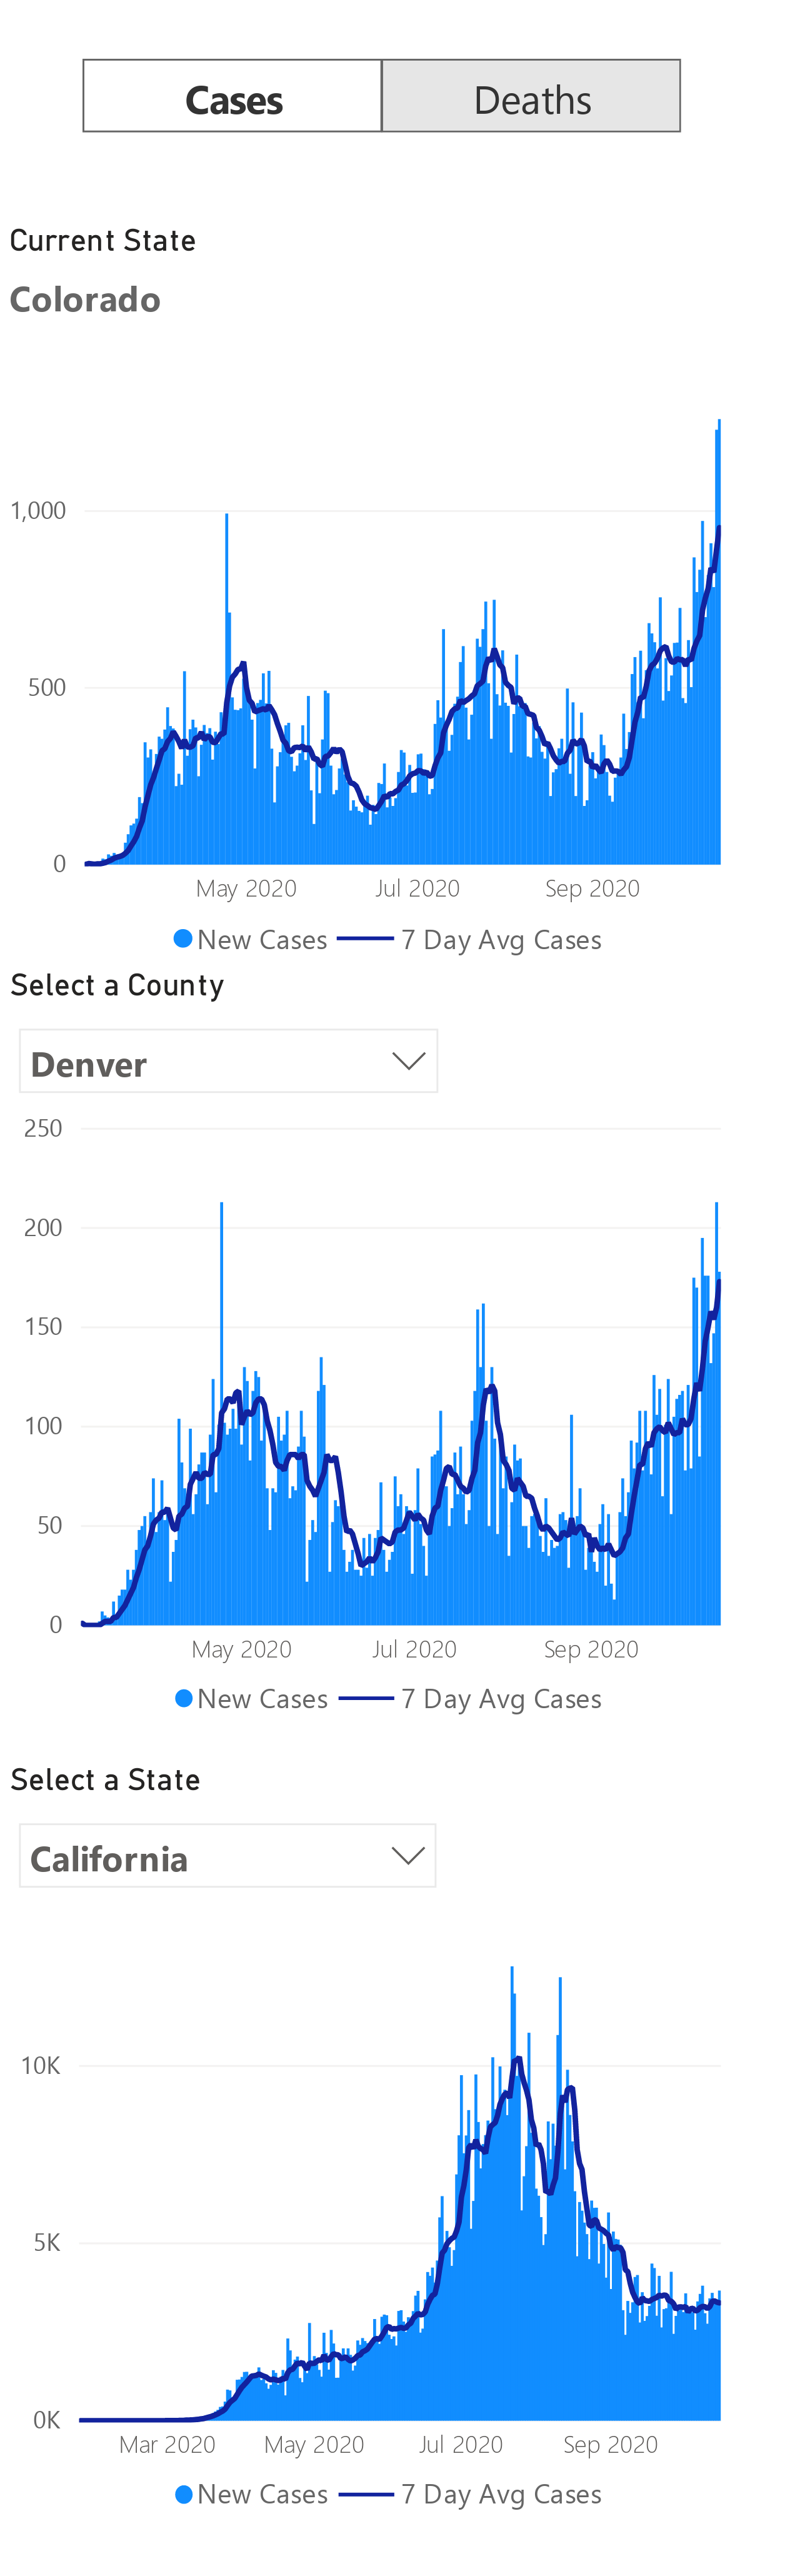 Cases Deaths
Current State
Colorado
1,000
500
0
May 2020 Jul 2020 Sep 2020
New Cases 7 Day Avg Cases
Select a County
Denver
250
200
150
100
50
0
May 2020 Jul 2020 Sep 2020
New Cases 7 Day Avg Cases
Select a State
California
10K
5K
0K
Mar 2020 May 2020 Jul 2020 Sep 2020
New Cases 7 Day Avg Cases